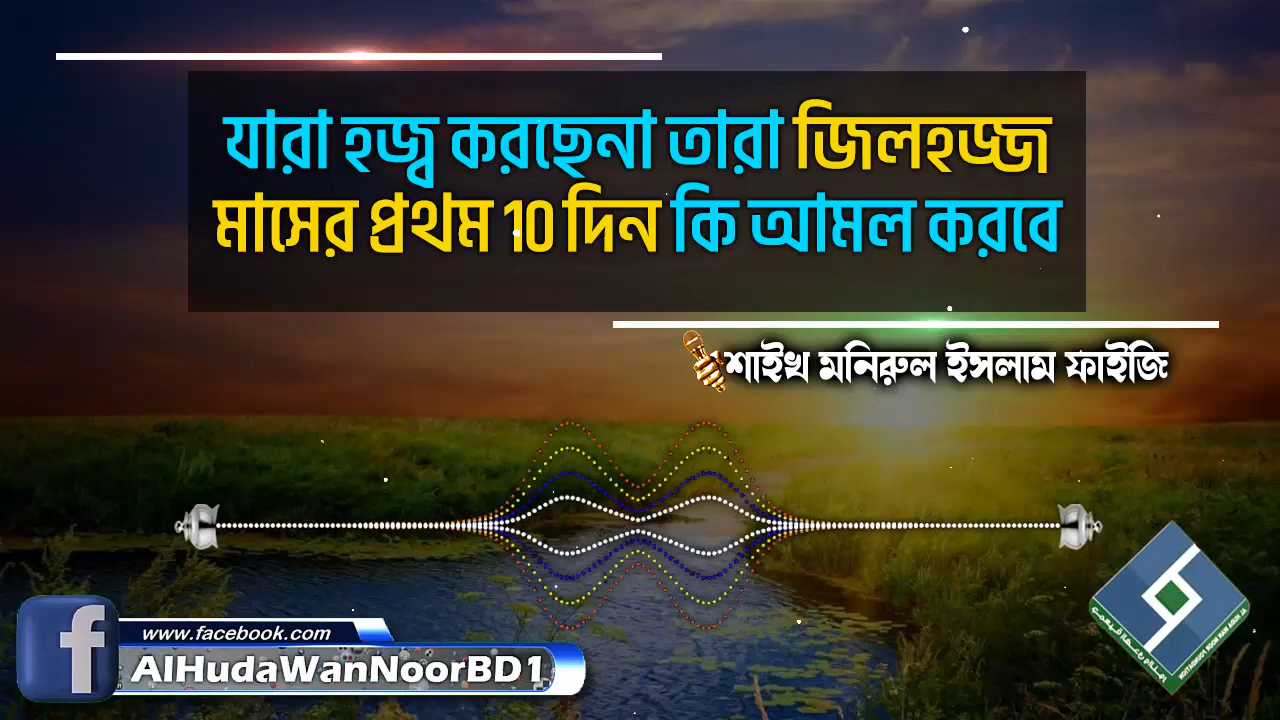 যারা হজ্ব করছেনা তারা জিলহজ্জ
মাসের প্রথম 10 দিন কি আমল করবে
শাইখ মনিরুল ইসলাম ফাইজি
www.facebook.com
AlHudaWanNoorBD1